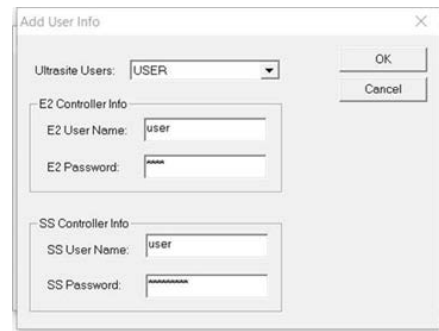 Add User Info
Ultrasite Users: USER
OK
Cancel
E2 Controller Info
E2 User Name: user
E2 Password: ****
SS Controller Info
SS User Name: user
SS Password: *********